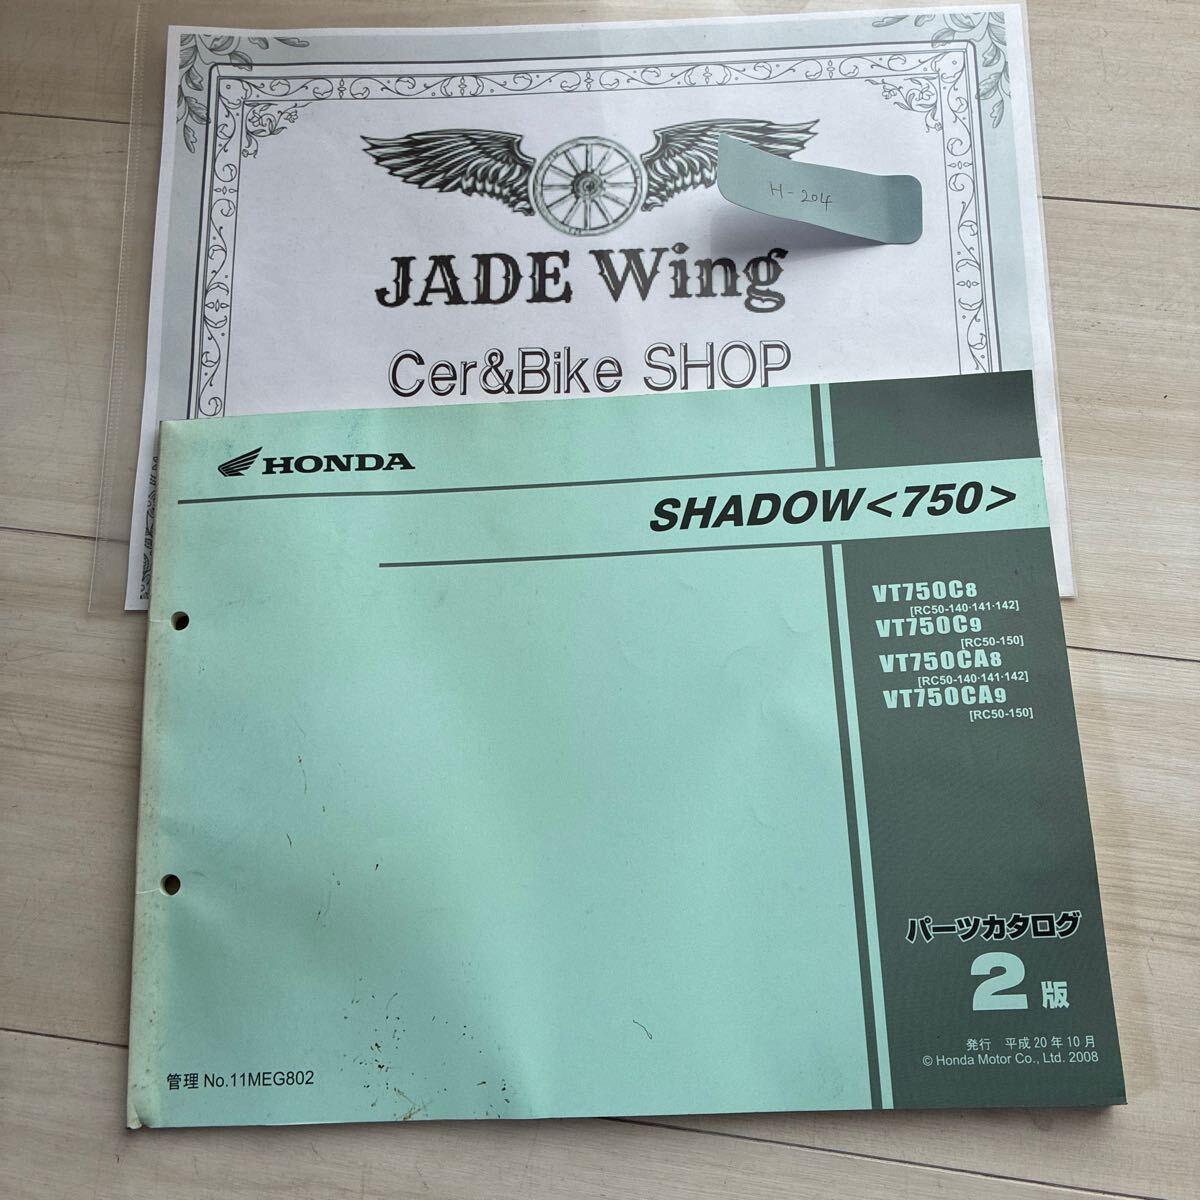 H-204
JADE Wing
Cer&Bike SHOP
HONDA
SHADOW<750>
VT750C8
[RC50-140·141·142]
VT750C9
[RC50-150]
VT750CA8
[RC50-140·141·142]
VT750CA9
[RC50-150]
パーツカタログ
2版
発行 平成20年10月
© Honda Motor Co., Ltd. 2008
管理 No.11MEG802